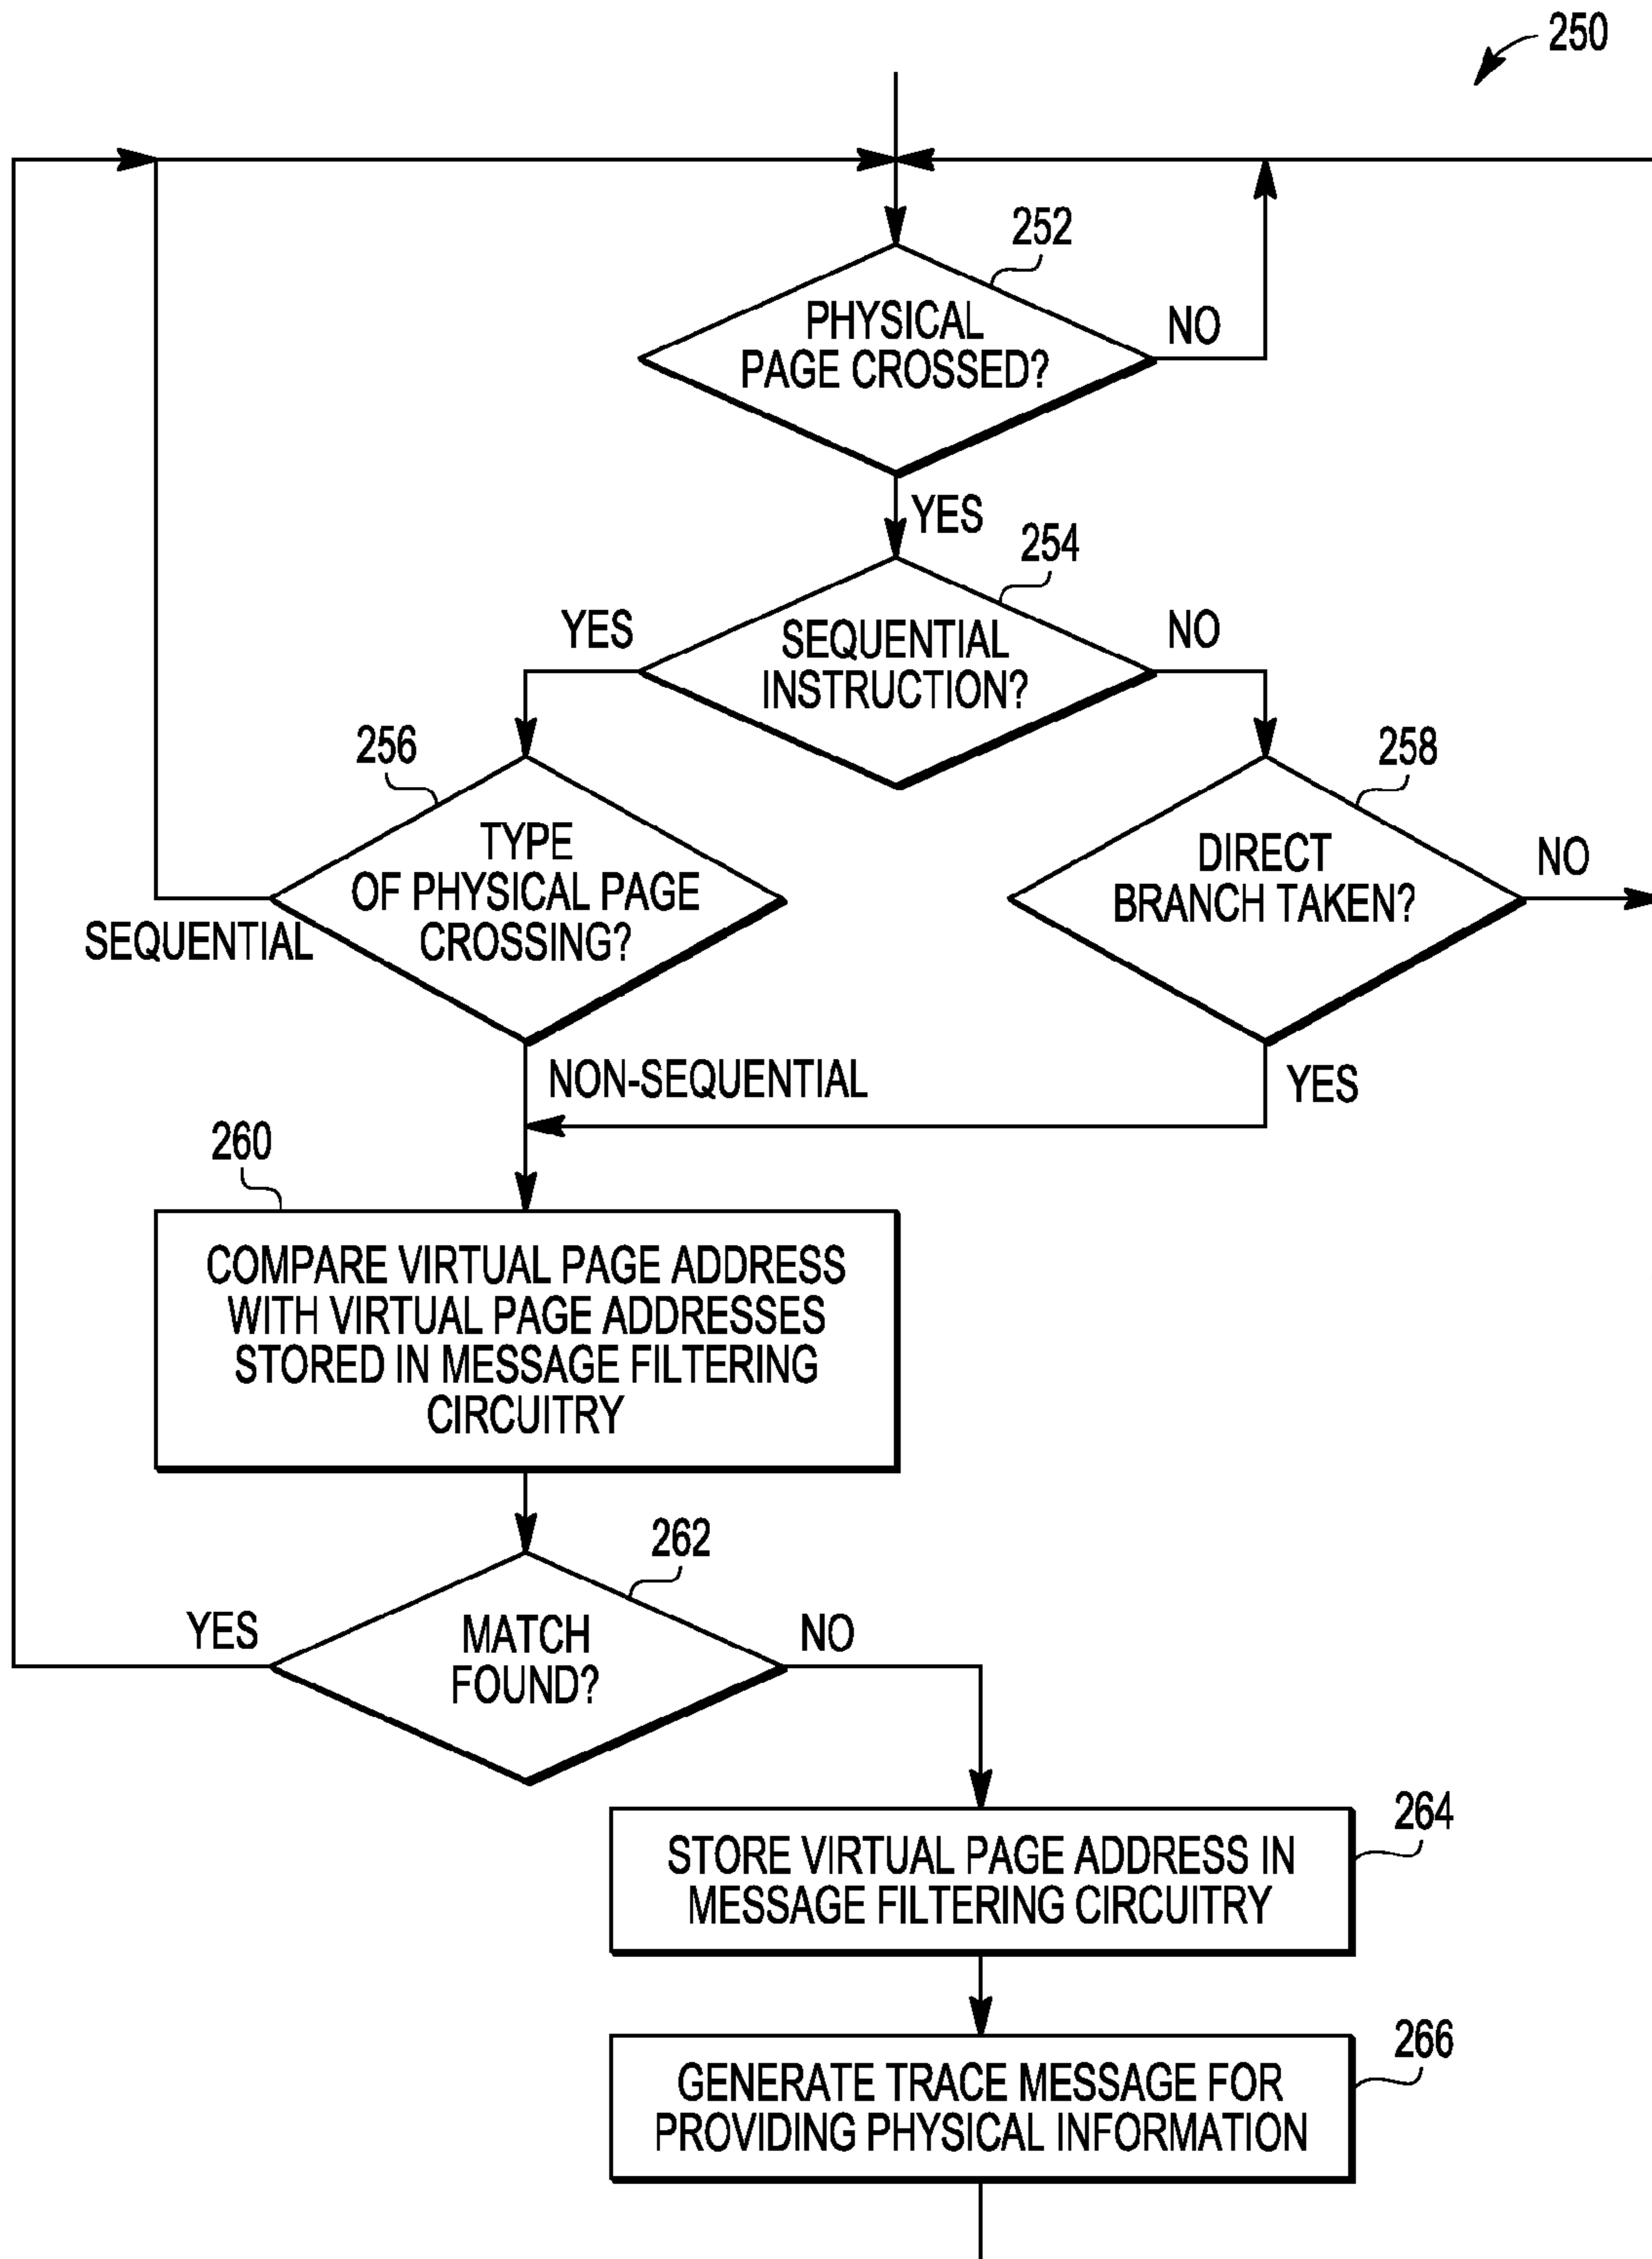 250
252
PHYSICAL
PAGE CROSSED?
NO
YES
254
YES
SEQUENTIAL
INSTRUCTION?
NO
256
258
TYPE
OF PHYSICAL PAGE
CROSSING?
SEQUENTIAL
DIRECT
BRANCH TAKEN?
NO
NON-SEQUENTIAL
YES
260
COMPARE VIRTUAL PAGE ADDRESS
WITH VIRTUAL PAGE ADDRESSES
STORED IN MESSAGE FILTERING
CIRCUITRY
262
YES
MATCH
FOUND?
NO
264
STORE VIRTUAL PAGE ADDRESS IN
MESSAGE FILTERING CIRCUITRY
266
GENERATE TRACE MESSAGE FOR
PROVIDING PHYSICAL INFORMATION